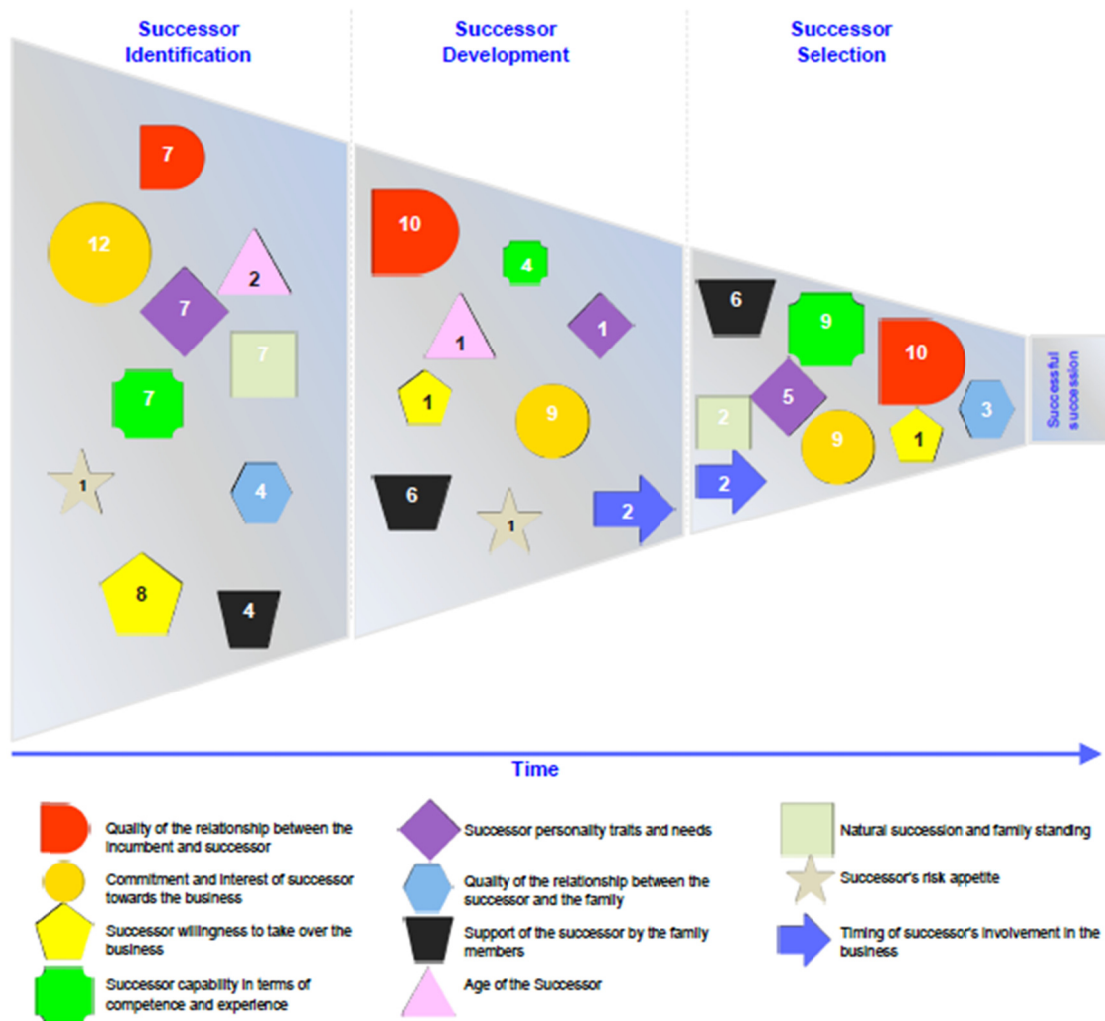 Successor
Identification
Successor
Development
Successor
Selection
7
12
2
7
7
7
1
4
8
4
10
4
1
1
1
9
6
1
2
6
9
10
5
3
2
9
1
2
Successful
succession
Time
Quality of the relationship between the
incumbent and successor
Commitment and interest of successor
towards the business
Successor willingness to take over the
business
Successor capability in terms of
competence and experience
Successor personality traits and needs
Quality of the relationship between the
successor and the family
Support of the successor by the family
members
Age of the Successor
Natural succession and family standing
Successor's risk appetite
Timing of successor's involvement in the
business